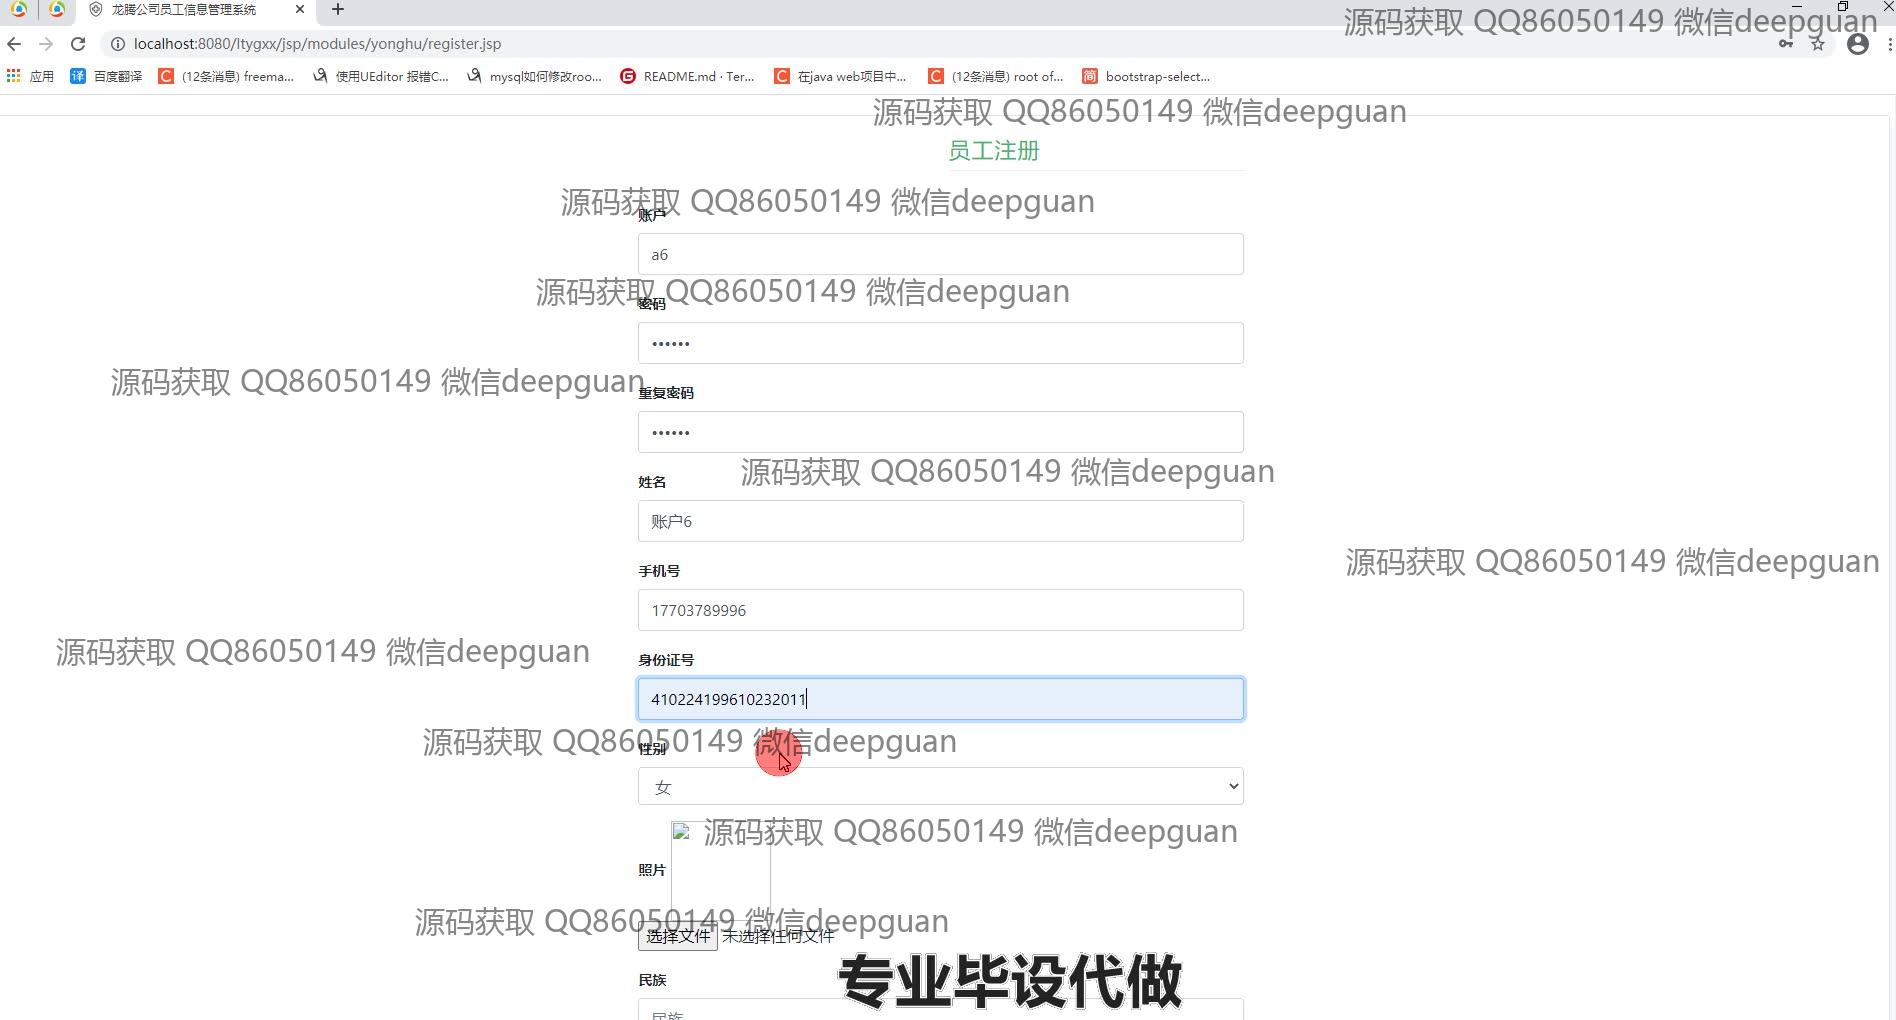 龙腾公司员工信息管理系统
源码获取 QQ86050149 微信deepguan
localhost:8080/ltygxx/jsp/modules/yonghu/register.jsp
应用
百度翻译
(12条消息) freema...
使用UEditor 报错C...
mysql如何修改roo...
README.md · Ter...
在java web项目中...
(12条消息) root of...
bootstrap-select...
源码获取 QQ86050149 微信deepguan
员工注册
源码获取 QQ86050149 微信deepguan
账户
a6
源码获取 QQ86050149 微信deepguan
密码
••••••
源码获取 QQ86050149 微信deepguan
重复密码
••••••
源码获取 QQ86050149 微信deepguan
姓名
账户6
源码获取 QQ86050149 微信deepguan
手机号
17703789996
源码获取 QQ86050149 微信deepguan
身份证号
410224199610232011
源码获取 QQ86050149 微信deepguan
性别
女
源码获取 QQ86050149 微信deepguan
照片
源码获取 QQ86050149 微信deepguan
选择文件 未选择任何文件
民族
专业毕设代做
民族